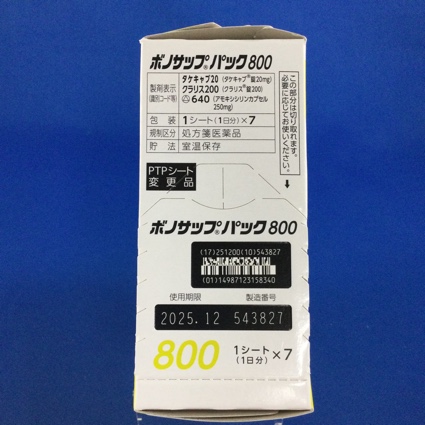 ボノサップ®パック800
製剤表示
(識別コード等)
タケキャブ20 (タケキャブ®錠20mg)
クラリス200 (クラリス®錠200)
640 (アモキシシリンカプセル
250mg)
包装 1シート(1日分)×7
規制区分 処方箋医薬品
貯法 室温保存
この部分は切り取れます。
必要に応じてお使いください。
PTPシート
変更品
ボノサップ®パック800
(17)251200(10)543827
(01)14987123158340
使用期限 製造番号
2025.12 543827
800 1シート×7
(1日分)